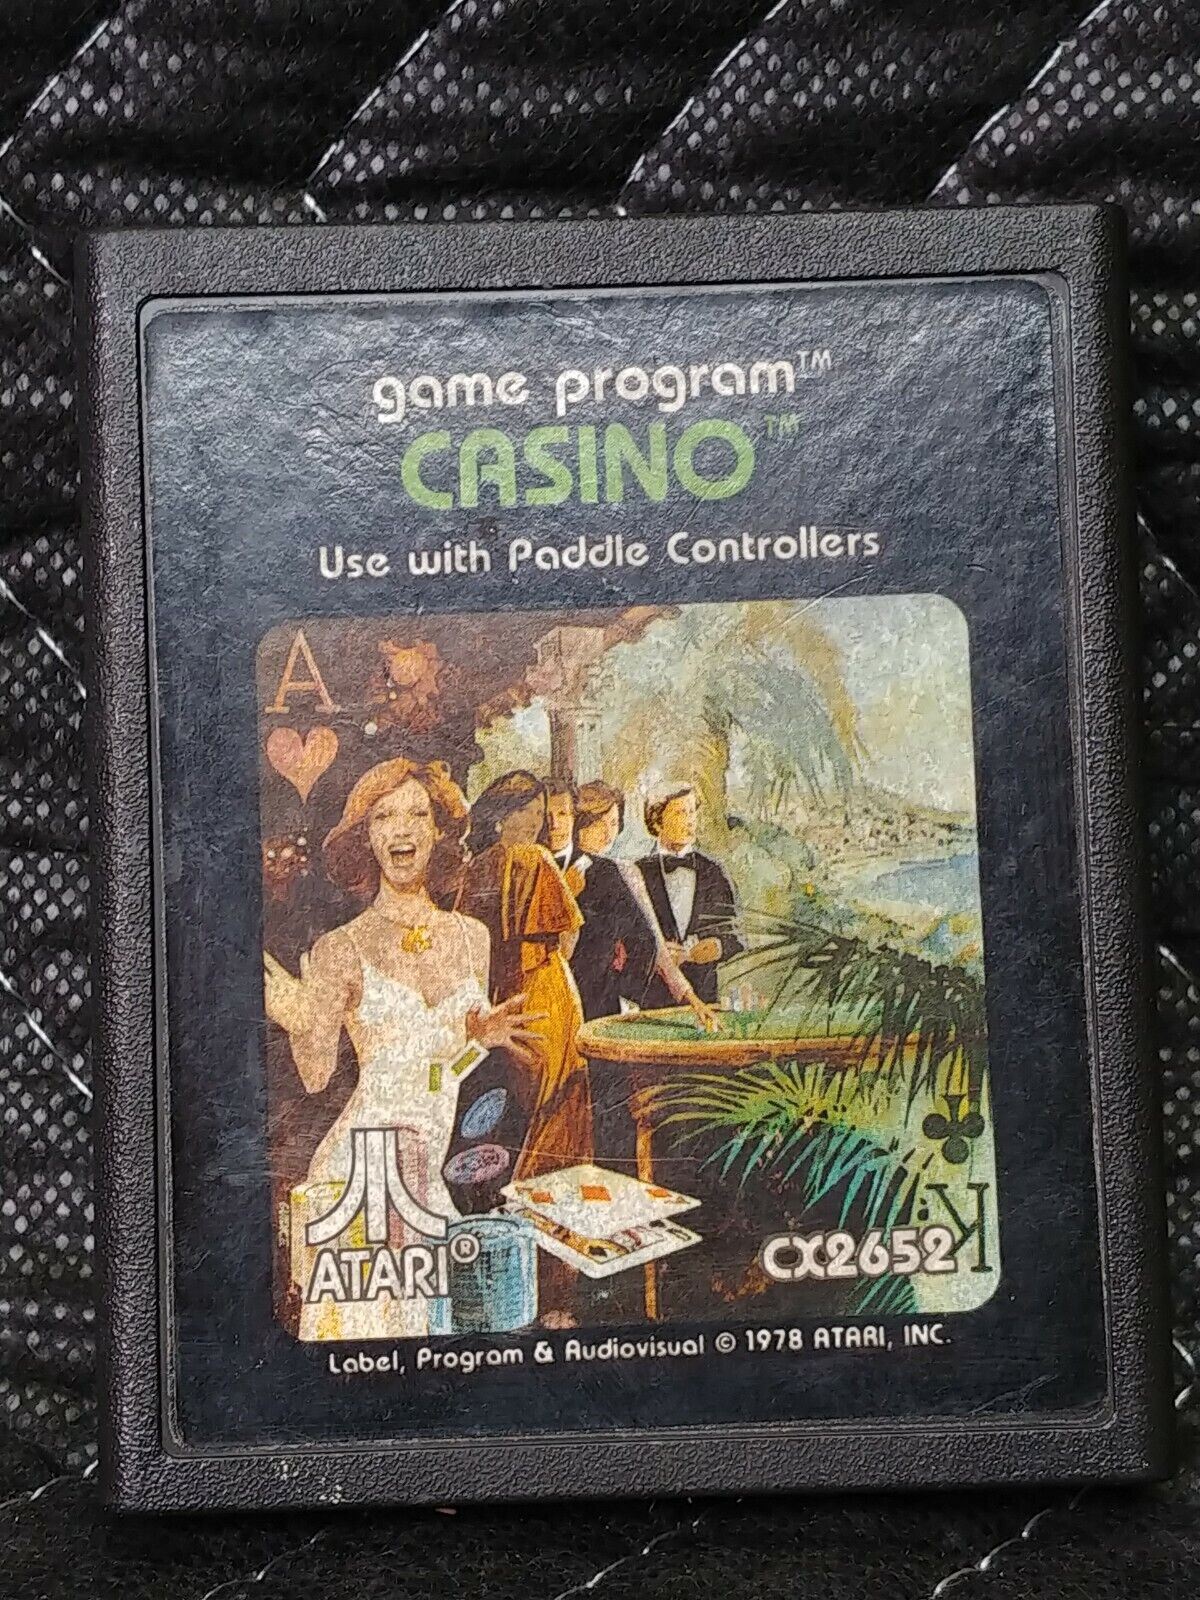 game program™
CASINO™
Use with Paddle Controllers
A
ATARI®
CX2652
K
Label, Program & Audiovisual © 1978 ATARI, INC.